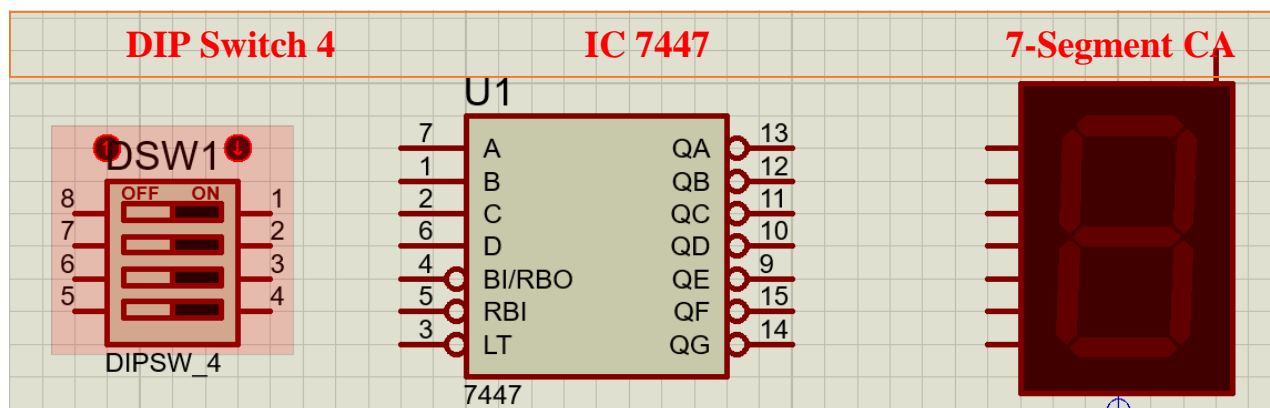 DIP Switch 4
IC 7447
7-Segment CA
DSW1
OFF ON
8 1
7 2
6 3
5 4
DIPSW_4
U1
7 A QA 13
1 B QB 12
2 C QC 11
6 D QD 10
4 BI/RBO QE 9
5 RBI QF 15
3 LT QG 14
7447